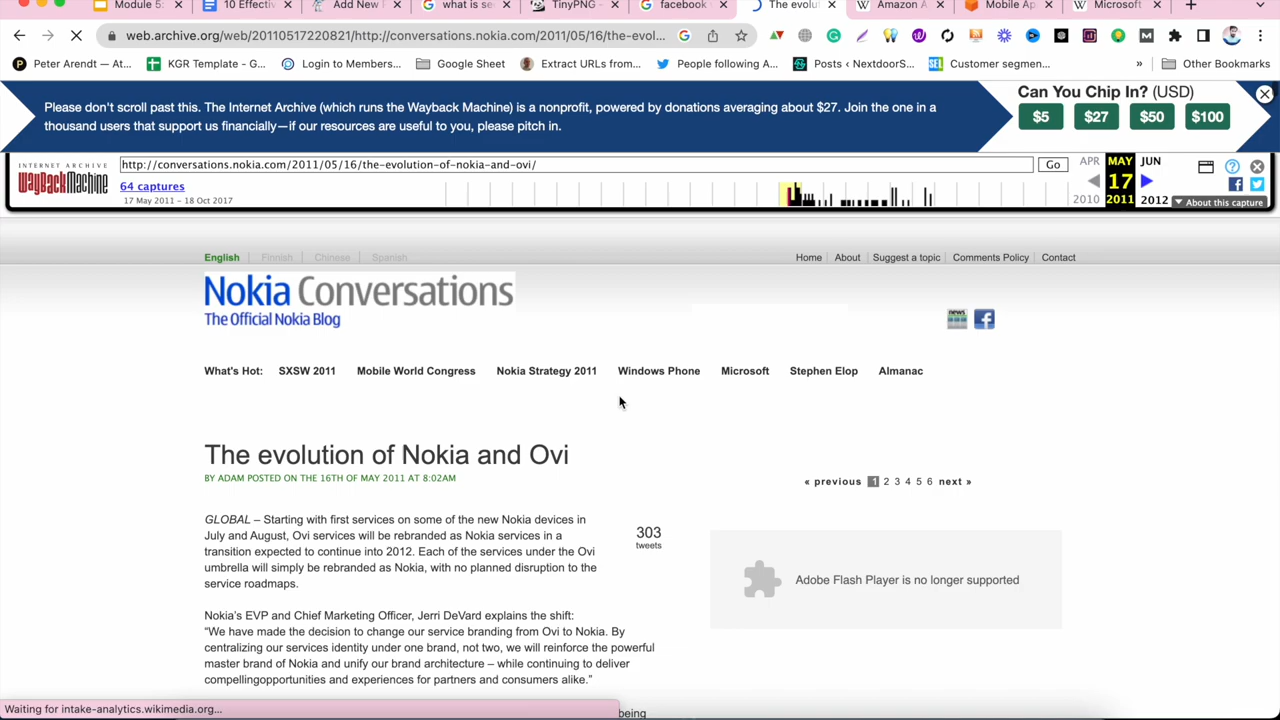 Module 5:
10 Effecti
Add New
what is se
TinyPNG -
facebook
The evolu
Amazon A
Mobile Ap
Microsoft
web.archive.org/web/20110517220821/http://conversations.nokia.com/2011/05/16/the-evol...
Peter Arendt — At...
KGR Template - G...
Login to Members...
Google Sheet
Extract URLs from...
People following A...
Posts ‹ NextdoorS...
Customer segmen...
»
Other Bookmarks
Please don't scroll past this. The Internet Archive (which runs the Wayback Machine) is a nonprofit, powered by donations averaging about $27. Join the one in a
thousand users that support us financially—if our resources are useful to you, please pitch in.
Can You Chip In? (USD)
$5 $27 $50 $100
INTERNET ARCHIVE
WayBackMachine
http://conversations.nokia.com/2011/05/16/the-evolution-of-nokia-and-ovi/
Go
64 captures
17 May 2011 - 18 Oct 2017
APR MAY JUN
17
2010 2011 2012
About this capture
English | Finnish | Chinese | Spanish
Home | About | Suggest a topic | Comments Policy | Contact
Nokia Conversations
The Official Nokia Blog
news
What's Hot: SXSW 2011 Mobile World Congress Nokia Strategy 2011 Windows Phone Microsoft Stephen Elop Almanac
The evolution of Nokia and Ovi
BY ADAM POSTED ON THE 16TH OF MAY 2011 AT 8:02AM
« previous 1 2 3 4 5 6 next »
GLOBAL – Starting with first services on some of the new Nokia devices in
July and August, Ovi services will be rebranded as Nokia services in a
transition expected to continue into 2012. Each of the services under the Ovi
umbrella will simply be rebranded as Nokia, with no planned disruption to the
service roadmaps.
303
tweets
Adobe Flash Player is no longer supported
Nokia's EVP and Chief Marketing Officer, Jerri DeVard explains the shift:
“We have made the decision to change our service branding from Ovi to Nokia. By
centralizing our services identity under one brand, not two, we will reinforce the powerful
master brand of Nokia and unify our brand architecture – while continuing to deliver
compellingopportunities and experiences for partners and consumers alike.”
being
Waiting for intake-analytics.wikimedia.org...